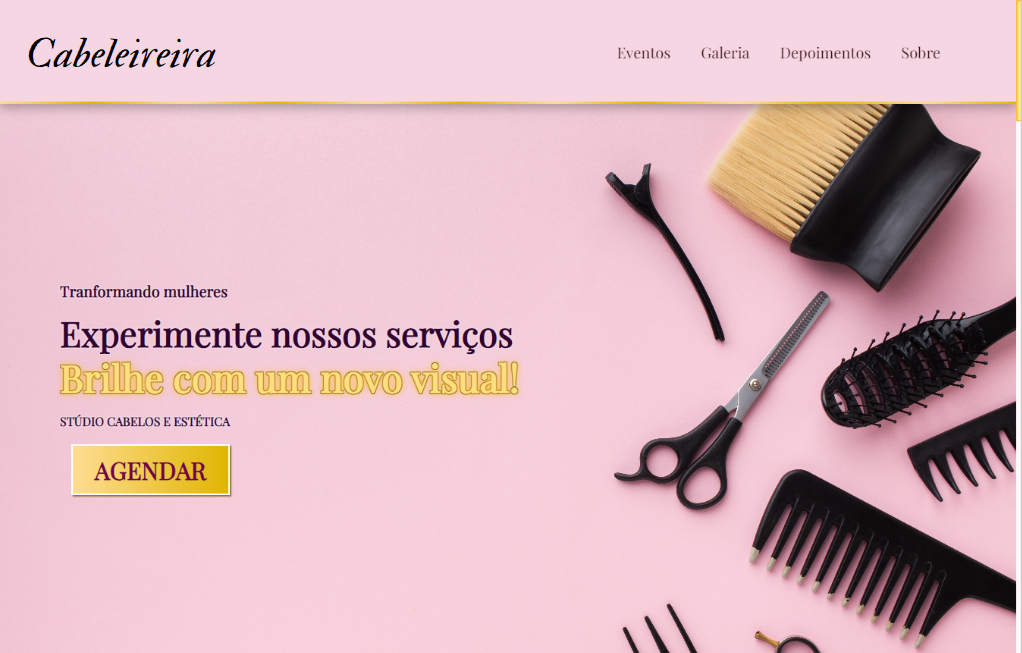 Cabeleireira
Eventos Galeria Depoimentos Sobre
Tranformando mulheres
Experimente nossos serviços
Brilhe com um novo visual!
STÚDIO CABELOS E ESTÉTICA
AGENDAR